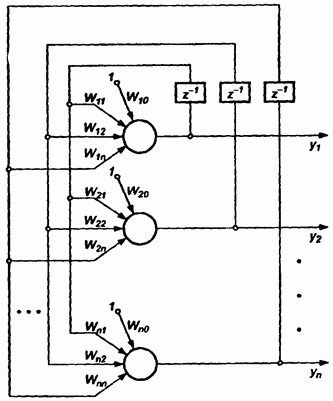 z⁻¹ z⁻¹ z⁻¹
1 W10
W11
W12
W1n
y1
1 W20
W21
W22
W2n
y2
1 Wn0
Wn1
Wn2
Wnn
yn